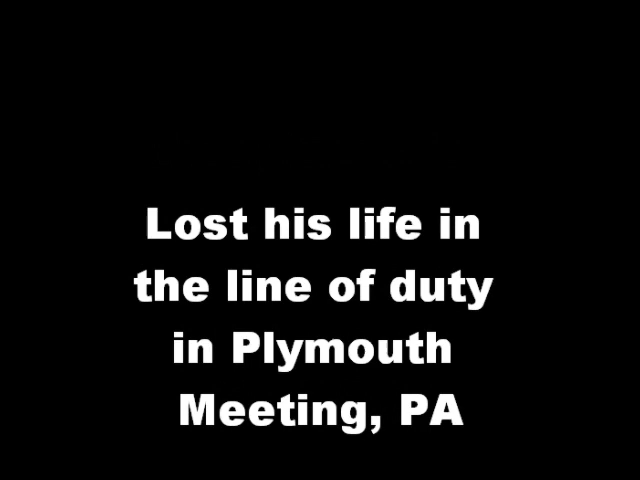 Lost his life in
the line of duty
in Plymouth
Meeting, PA